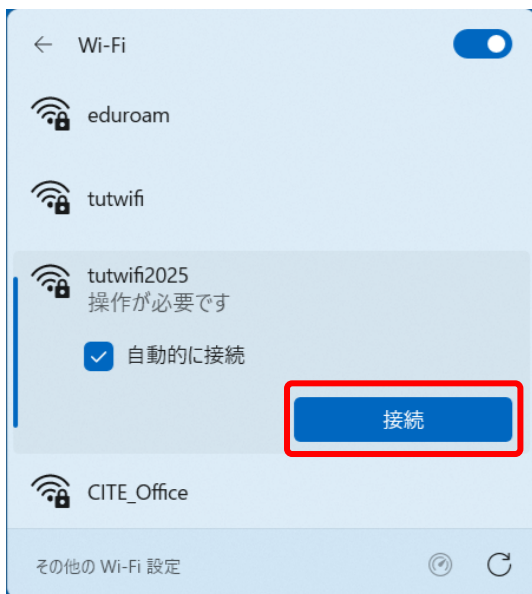 Wi-Fi
eduroam
tutwifi
tutwifi2025
操作が必要です
自動的に接続
接続
CITE_Office
その他の Wi-Fi 設定